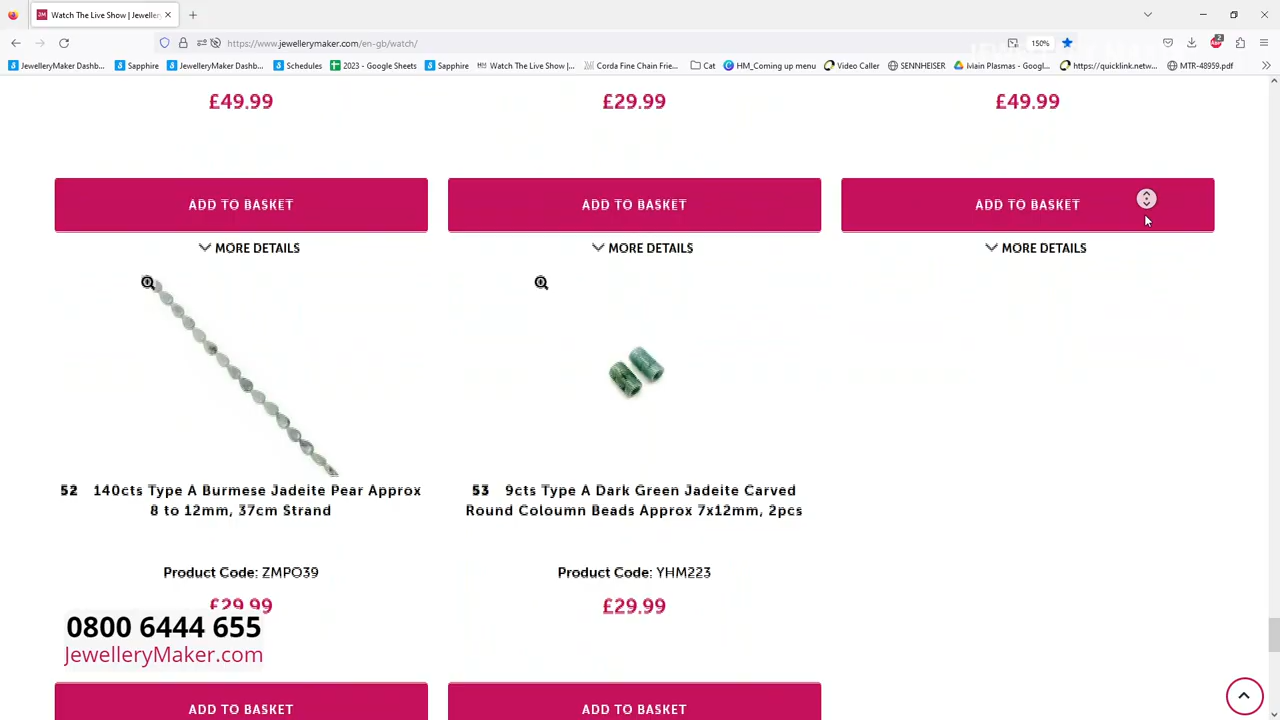 Watch The Live Show | Jeweller
https://www.jewellerymaker.com/en-gb/watch/
150%
2
JewelleryMaker Dashb...
Sapphire
JewelleryMaker Dashb...
Schedules
2023 - Google Sheets
Sapphire
Watch The Live Show |...
Corda Fine Chain Frie...
Cat
HM_Coming up menu
Video Caller
SENNHEISER
Main Plasmas - Googl...
https://quicklink.netw...
MTR-48959.pdf
£49.99
£29.99
£49.99
ADD TO BASKET
ADD TO BASKET
ADD TO BASKET
MORE DETAILS
MORE DETAILS
MORE DETAILS
52 140cts Type A Burmese Jadeite Pear Approx
8 to 12mm, 37cm Strand
53 9cts Type A Dark Green Jadeite Carved
Round Coloumn Beads Approx 7x12mm, 2pcs
Product Code: ZMPO39
Product Code: YHM223
£29.99
£29.99
0800 6444 655
JewelleryMaker.com
ADD TO BASKET
ADD TO BASKET